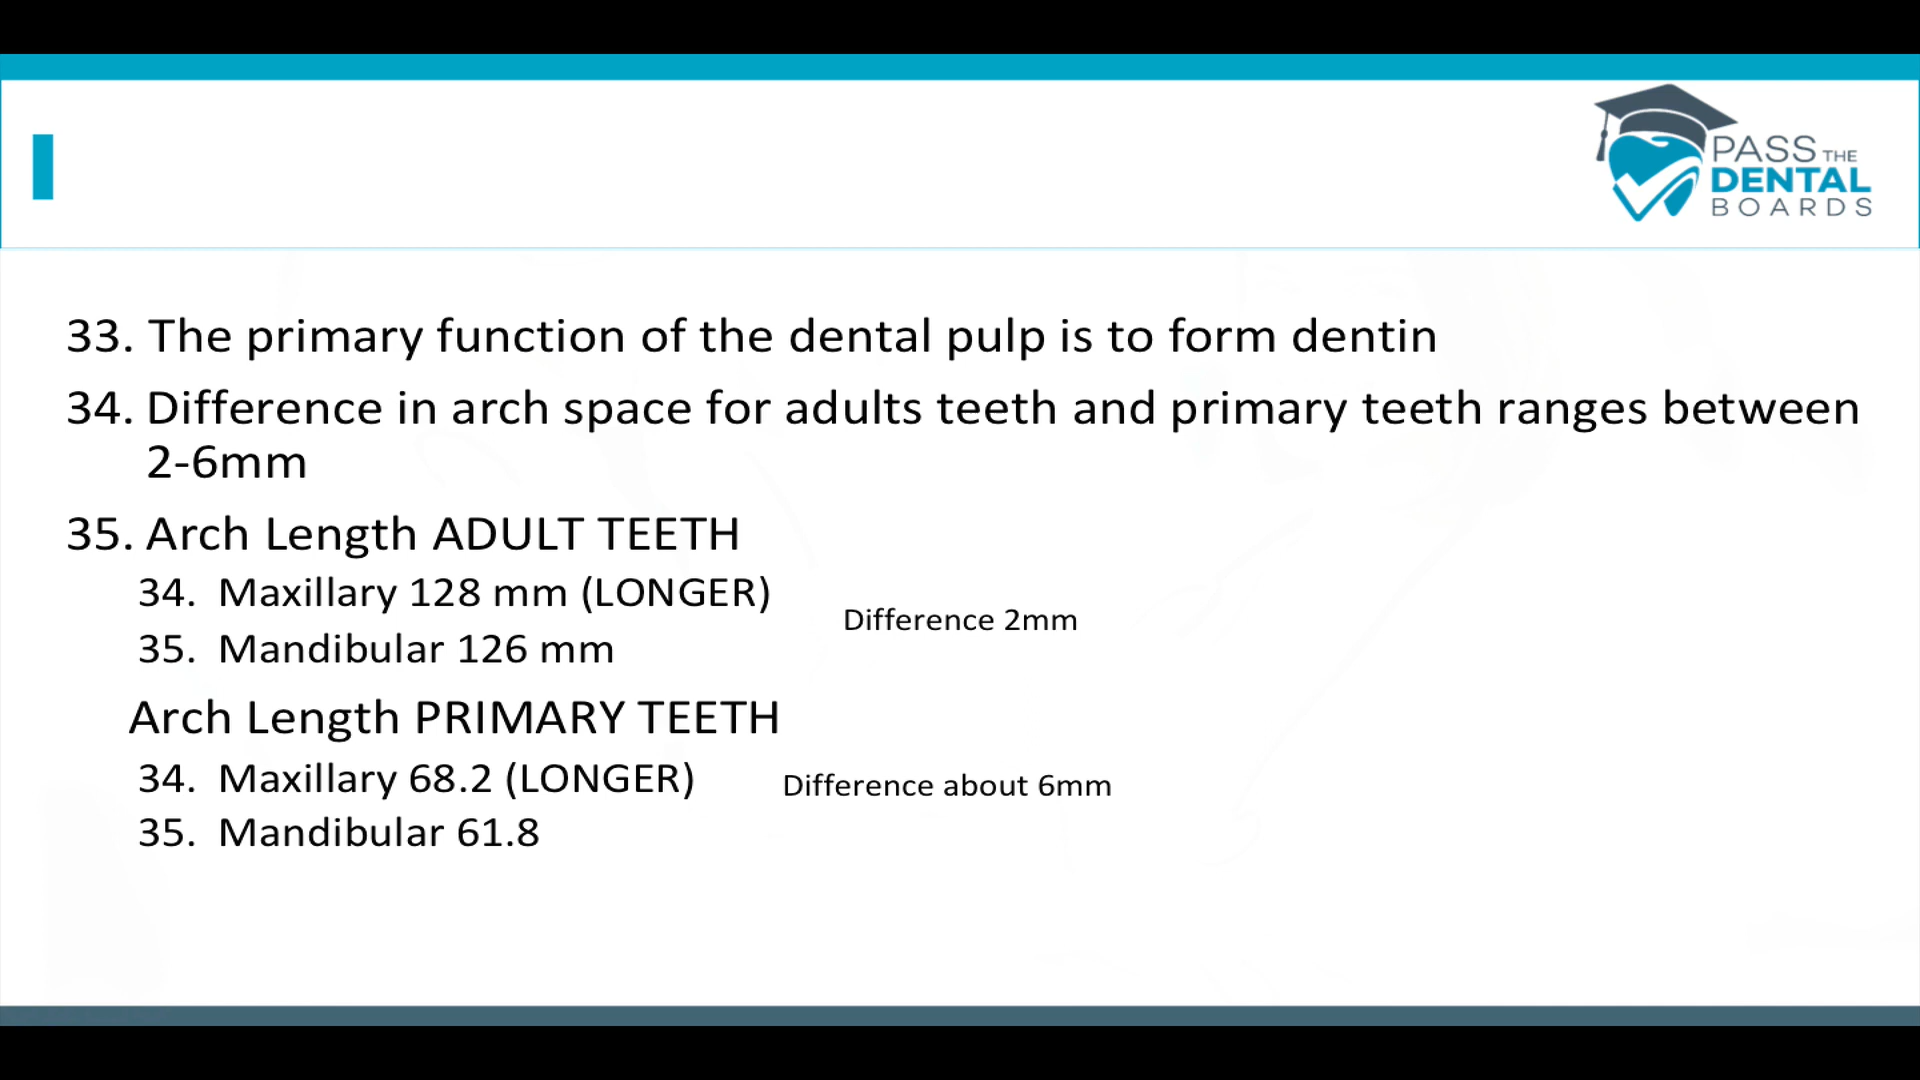 PASS THE
DENTAL
BOARDS
33. The primary function of the dental pulp is to form dentin
34. Difference in arch space for adults teeth and primary teeth ranges between
2-6mm
35. Arch Length ADULT TEETH
34. Maxillary 128 mm (LONGER)
Difference 2mm
35. Mandibular 126 mm
Arch Length PRIMARY TEETH
34. Maxillary 68.2 (LONGER)
Difference about 6mm
35. Mandibular 61.8